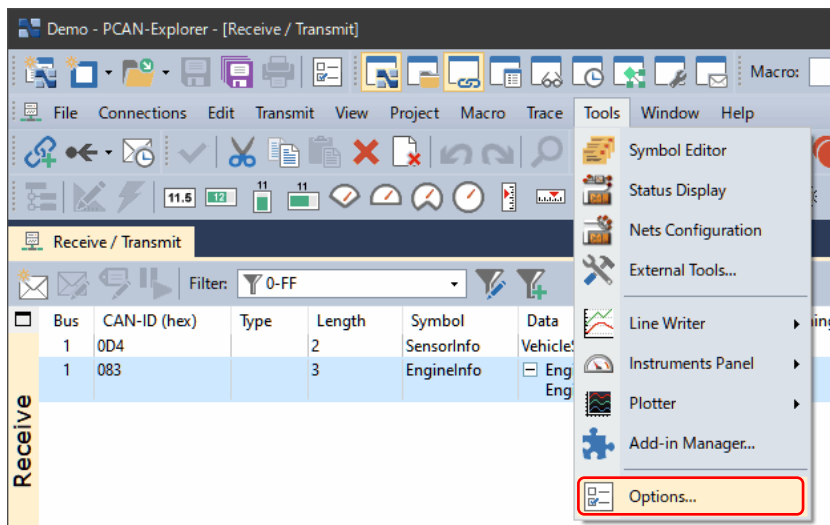 Demo - PCAN-Explorer - [Receive / Transmit]
Macro:
File Connections Edit Transmit View Project Macro Trace Tools Window Help
11.5 12 11 11
Receive / Transmit
Filter: 0-FF
Bus CAN-ID (hex) Type Length Symbol Data
1 0D4 2 SensorInfo
1 083 3 EngineInfo
Receive
Symbol Editor
Status Display
Nets Configuration
External Tools...
Line Writer
Instruments Panel
Plotter
Add-in Manager...
Options...